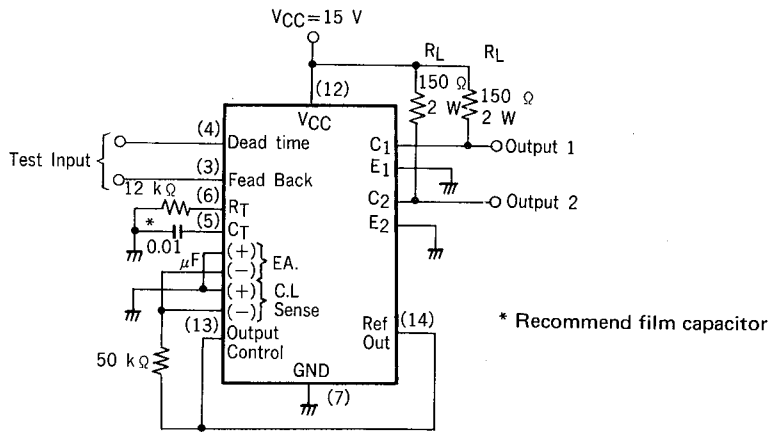 VCC=15 V
RL RL
(12)
150 Ω
2 W
150 Ω
2 W
VCC
(4)
Dead time
Test Input
(3)
Fead Back
12 kΩ
(6)
RT
(5)
CT
*
0.01
μF
(+)
(−)
EA.
(+)
(−)
C.L
Sense
(13)
Output
Control
50 kΩ
C1
Output 1
E1
C2
Output 2
E2
Ref
Out
(14)
GND
(7)
* Recommend film capacitor